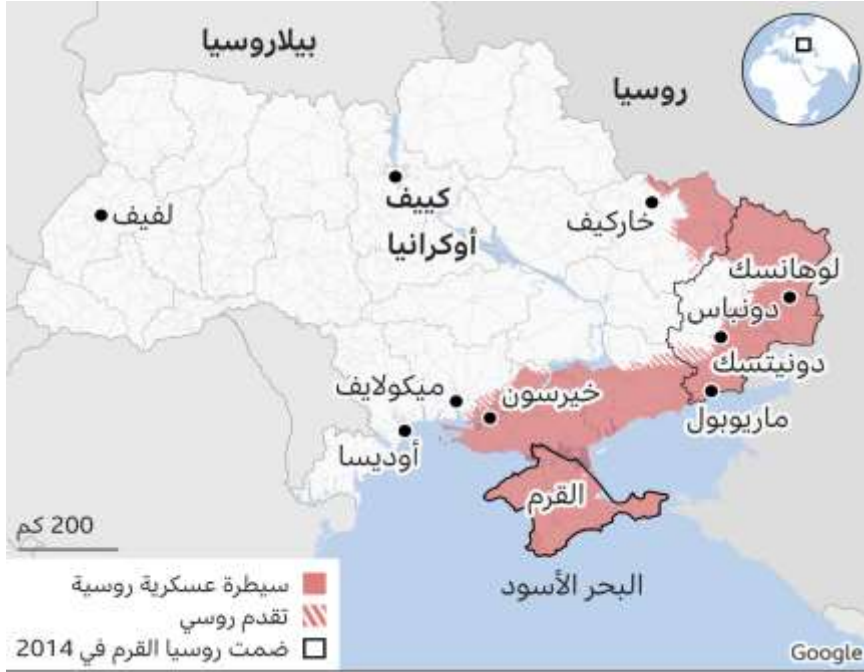 بيلاروسيا
روسيا
كييف
أوكرانيا
لفيف
خاركيف
لوهانسك
دونباس
دونيتسك
ماريوبول
ميكولايف
خيرسون
أوديسا
القرم
البحر الأسود
200 كم
سيطرة عسكرية روسية
تقدم روسي
ضمت روسيا القرم في 2014
Google